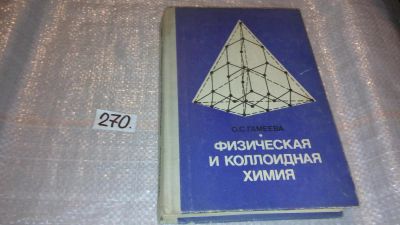 270.
О.С. ГАМЕЕВА
ФИЗИЧЕСКАЯ
И КОЛЛОИДНАЯ
ХИМИЯ